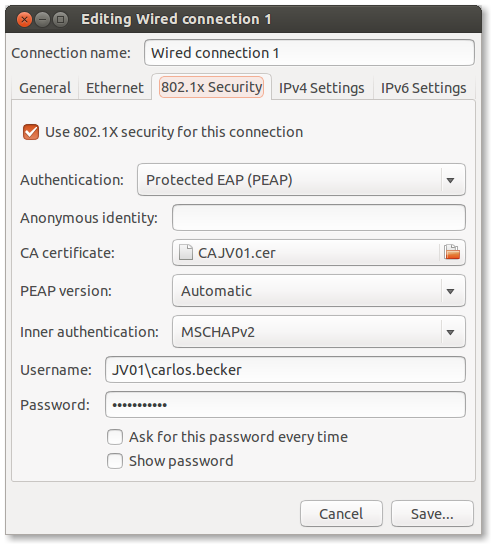 Editing Wired connection 1
Connection name: Wired connection 1
General Ethernet 802.1x Security IPv4 Settings IPv6 Settings
Use 802.1X security for this connection
Authentication: Protected EAP (PEAP)
Anonymous identity:
CA certificate: CAJV01.cer
PEAP version: Automatic
Inner authentication: MSCHAPv2
Username: JV01\carlos.becker
Password: •••••••••••
Ask for this password every time
Show password
Cancel Save...